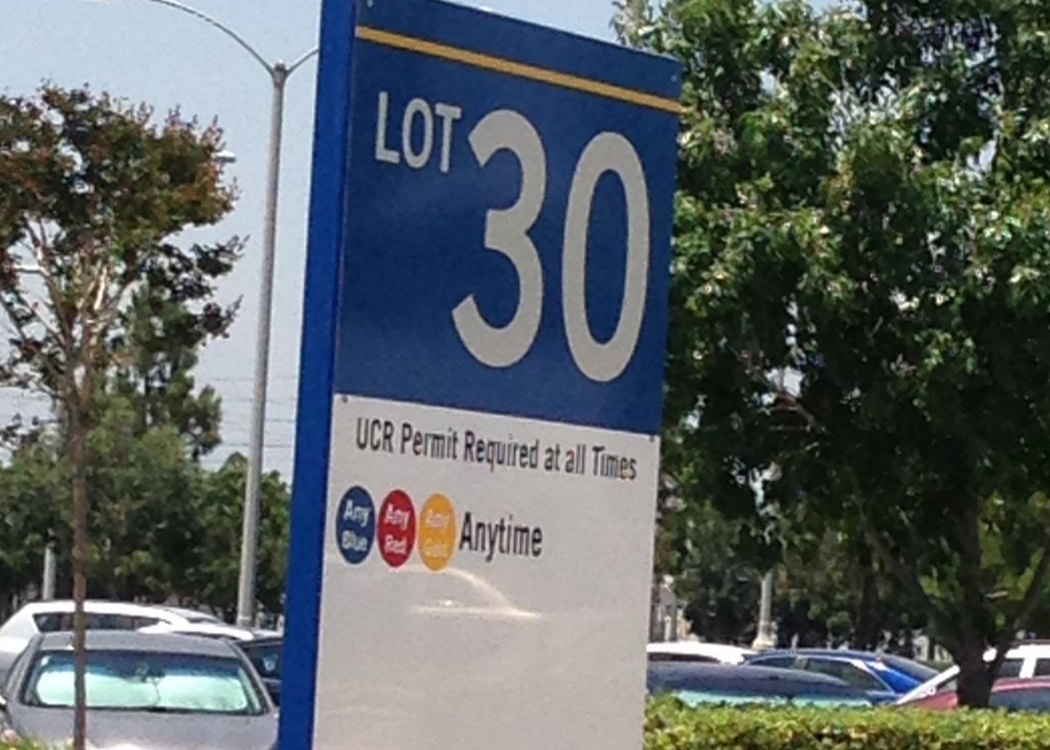 LOT 30
UCR Permit Required at all Times
Any Blue Any Red Any Gold Anytime